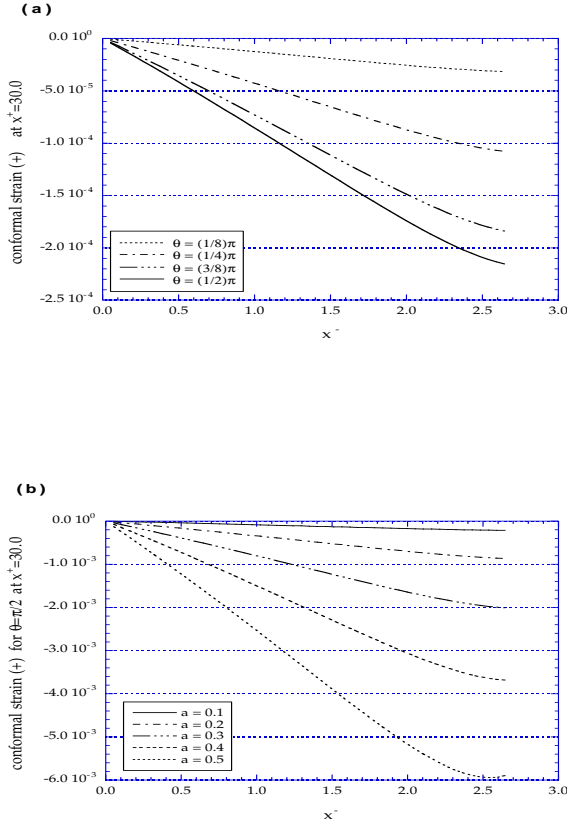 (a)
conformal strain (+) at x⁺=30.0
0.0 10⁰
-5.0 10⁻⁵
-1.0 10⁻⁴
-1.5 10⁻⁴
-2.0 10⁻⁴
-2.5 10⁻⁴
θ = (1/8)π
θ = (1/4)π
θ = (3/8)π
θ = (1/2)π
0.0 0.5 1.0 1.5 2.0 2.5 3.0
x⁻
(b)
conformal strain (+) for θ=π/2 at x⁺=30.0
0.0 10⁰
-1.0 10⁻³
-2.0 10⁻³
-3.0 10⁻³
-4.0 10⁻³
-5.0 10⁻³
-6.0 10⁻³
a = 0.1
a = 0.2
a = 0.3
a = 0.4
a = 0.5
0.0 0.5 1.0 1.5 2.0 2.5 3.0
x⁻